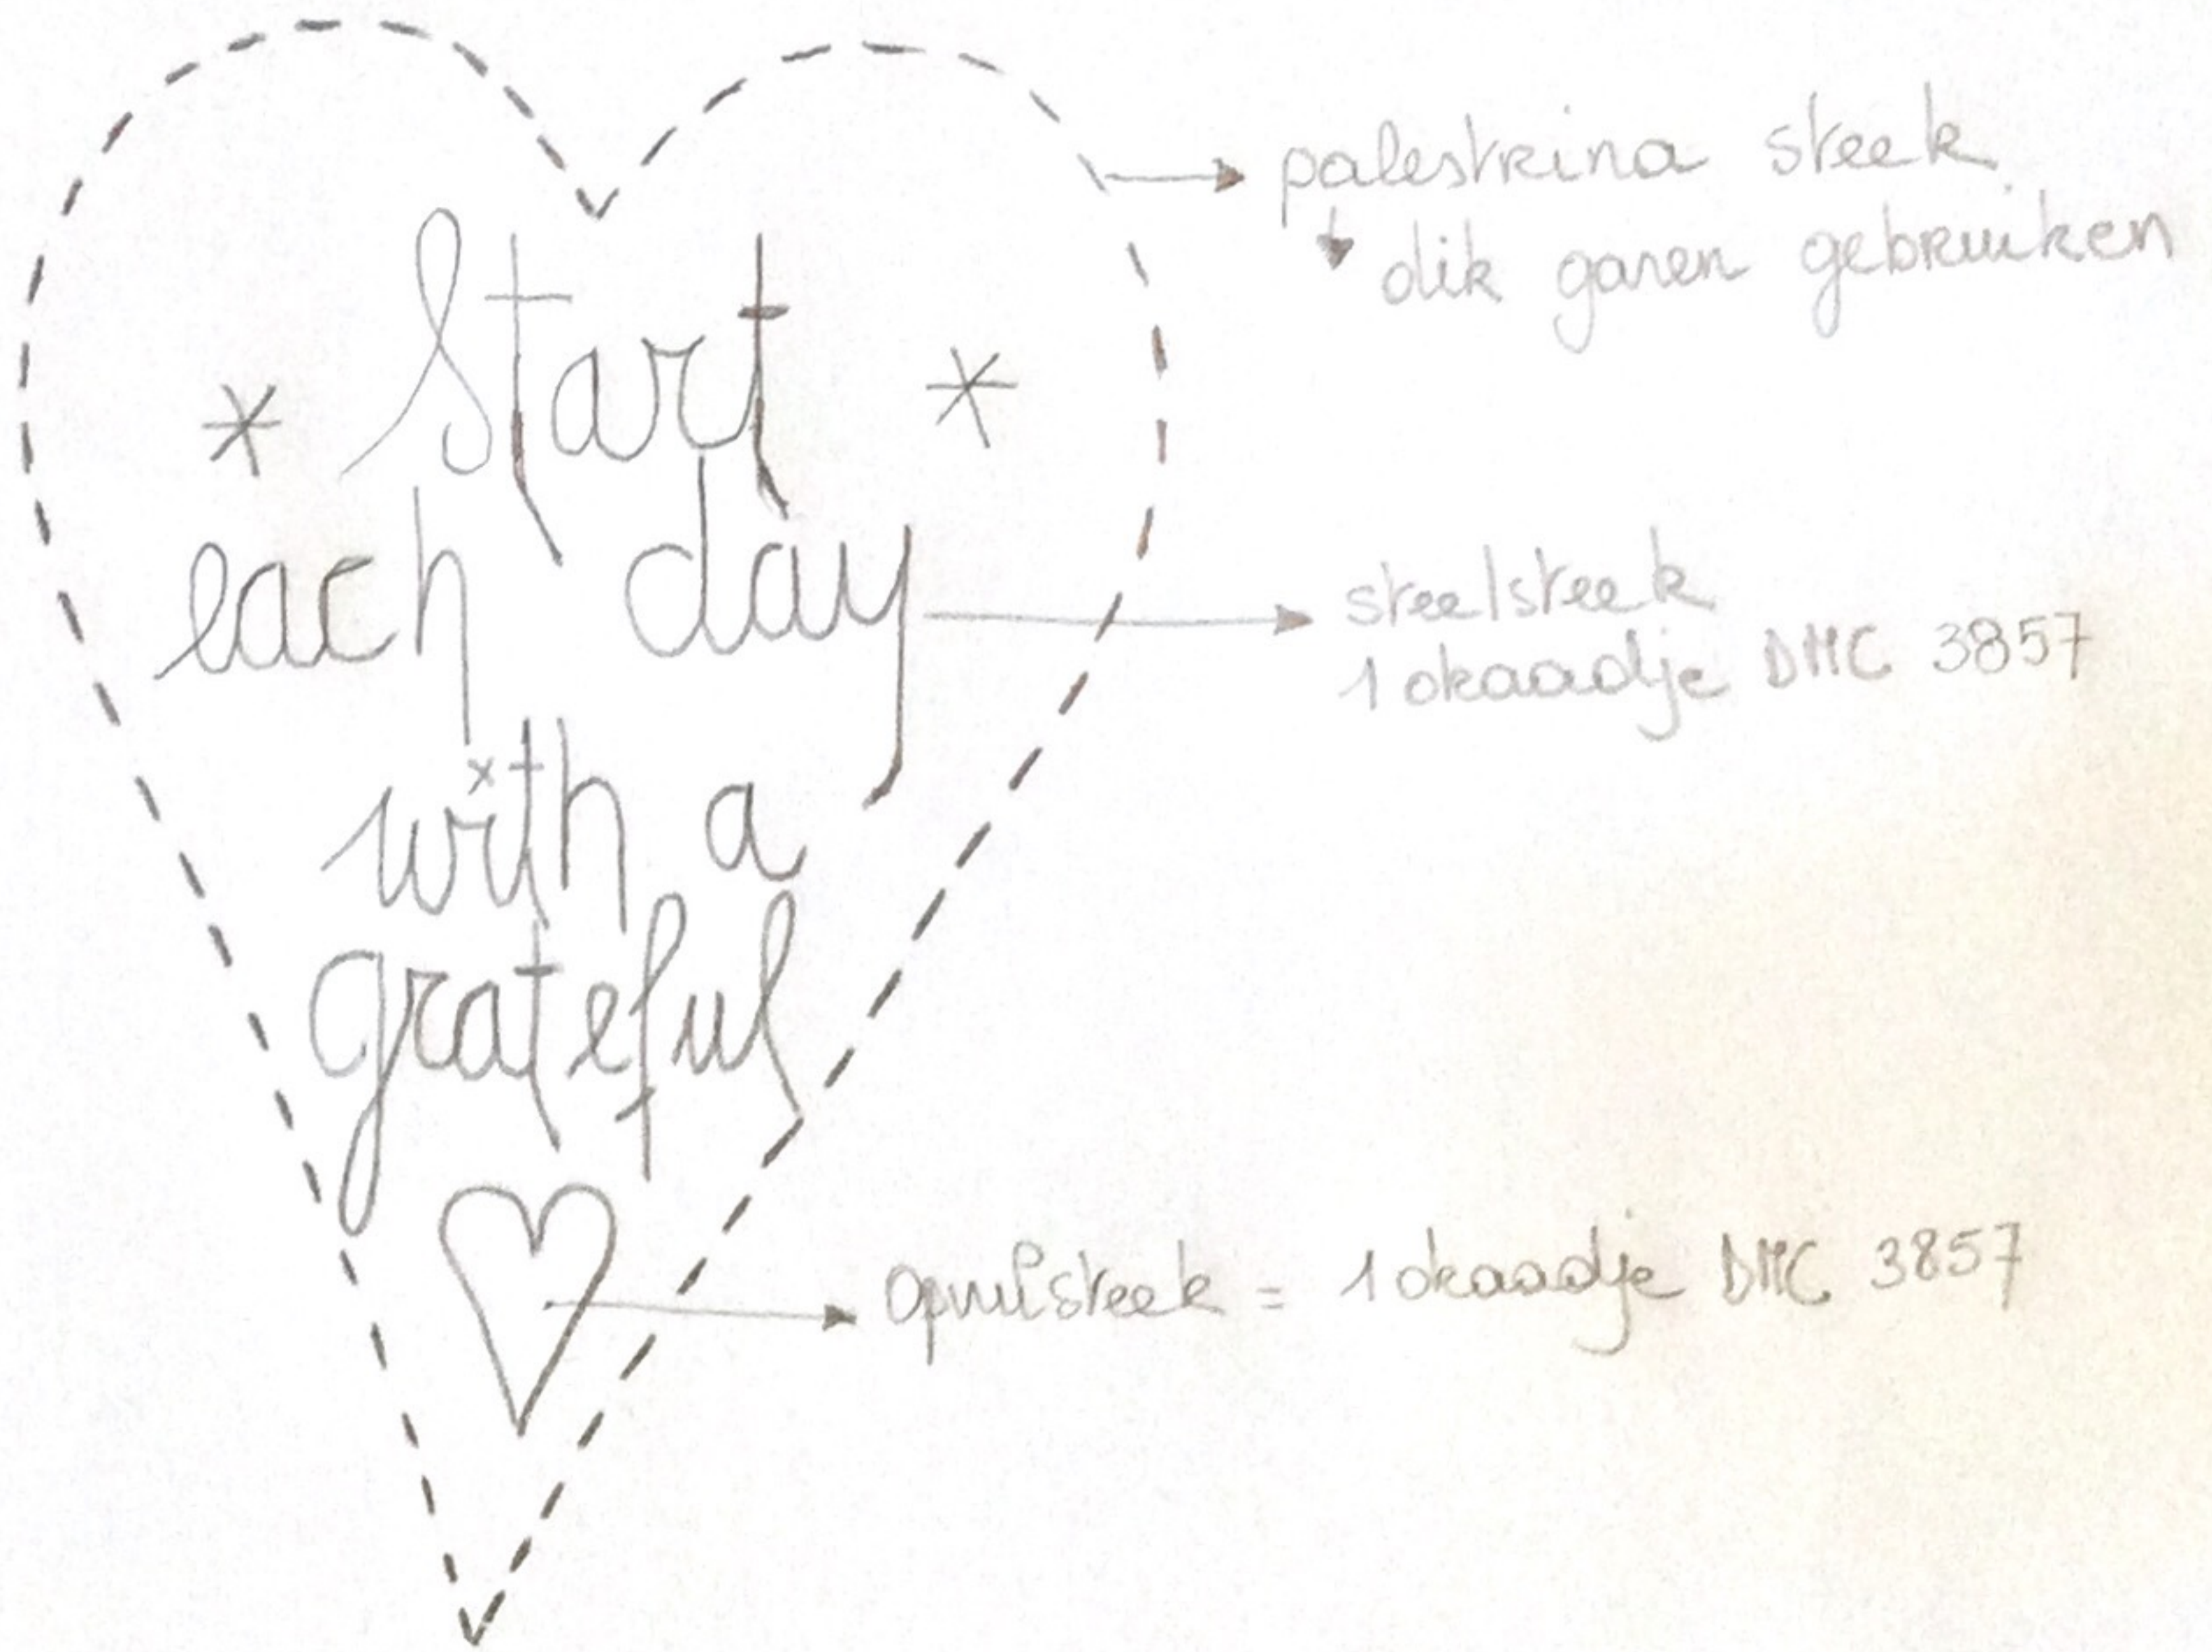 Start
each day
with a
grateful
palestrina steek
dik garen gebruiken
steelsteek
1 draadje DMC 3857
Opvulsteek = 1 draadje DMC 3857